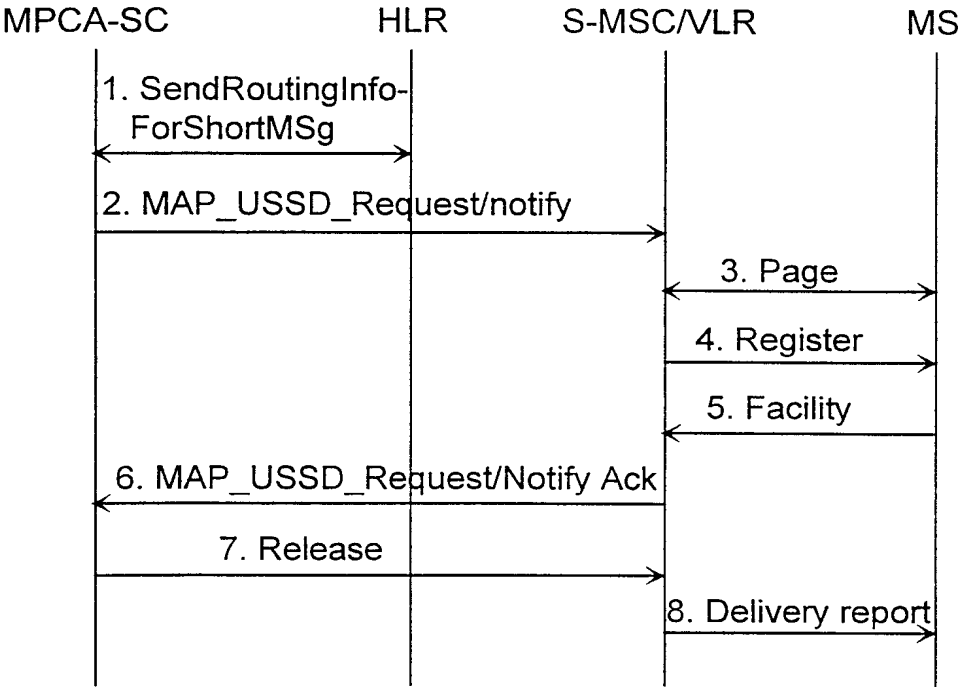 MPCA-SC HLR S-MSC/VLR MS
1. SendRoutingInfo-
ForShortMSg
2. MAP_USSD_Request/notify
3. Page
4. Register
5. Facility
6. MAP_USSD_Request/Notify Ack
7. Release
8. Delivery report